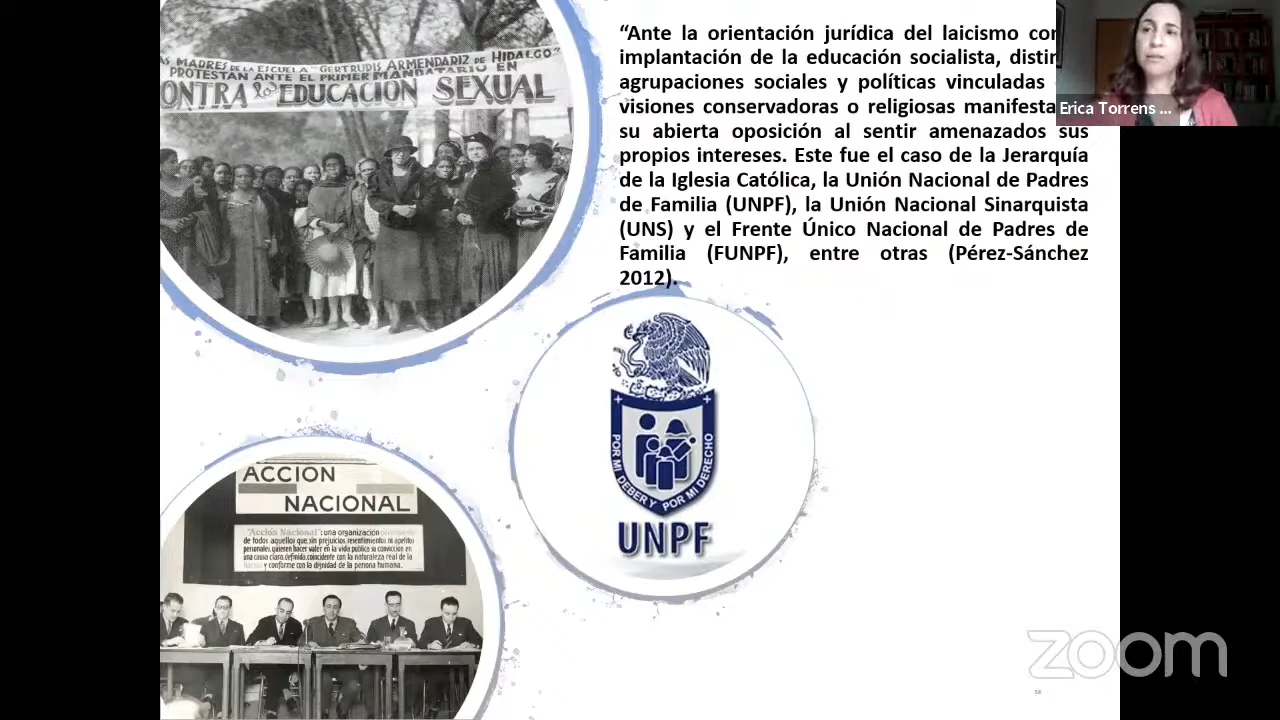 AS MADRES DE LA ESCUELA "GERTRUDIS ARMENDARIZ DE HIDALGO"
PROTESTAN ANTE EL PRIMER MANDATARIO EN
ONTRA LA EDUCACION SEXUAL
“Ante la orientación jurídica del laicismo con
implantación de la educación socialista, distin
agrupaciones sociales y políticas vinculadas
visiones conservadoras o religiosas manifesta
su abierta oposición al sentir amenazados sus
propios intereses. Este fue el caso de la Jerarquía
de la Iglesia Católica, la Unión Nacional de Padres
de Familia (UNPF), la Unión Nacional Sinarquista
(UNS) y el Frente Único Nacional de Padres de
Familia (FUNPF), entre otras (Pérez-Sánchez
2012).
Erica Torrens ...
POR MI DEBER Y POR MI DERECHO
UNPF
ACCIÓN
NACIONAL
"Acción Nacional": una organización permanente
de todos aquellos que, sin prejuicios, resentimientos ni apetitos
personales, quieren hacer valer en la vida pública su convicción en
una causa clara, definida, coincidente con la naturaleza real de la
Nación y conforme con la dignidad de la persona humana.
zoom
54